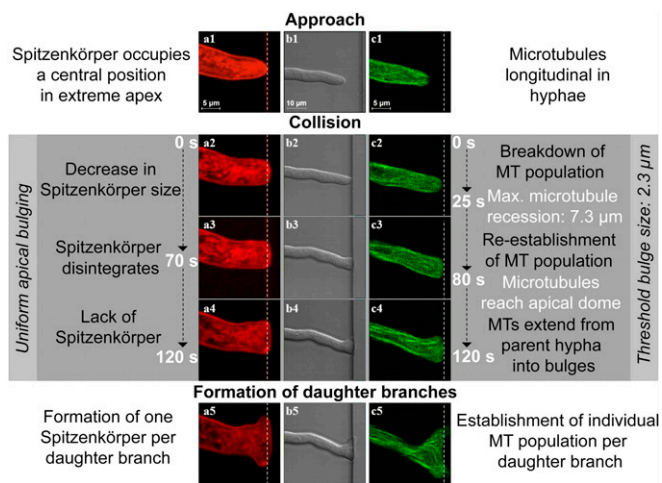 Approach
Spitzenkörper occupies
a central position
in extreme apex
a1
5 µm
b1
10 µm
c1
5 µm
Microtubules
longitudinal in
hyphae
Collision
Uniform apical bulging
0 s
Decrease in
Spitzenkörper size
Spitzenkörper
disintegrates
70 s
Lack of
Spitzenkörper
120 s
a2
b2
c2
a3
b3
c3
a4
b4
c4
0 s
Breakdown of
MT population
25 s
Max. microtubule
recession: 7.3 µm
Re-establishment
of MT population
80 s
Microtubules
reach apical dome
MTs extend from
parent hypha
into bulges
120 s
Threshold bulge size: 2.3 µm
Formation of daughter branches
Formation of one
Spitzenkörper per
daughter branch
a5
b5
c5
Establishment of individual
MT population per
daughter branch